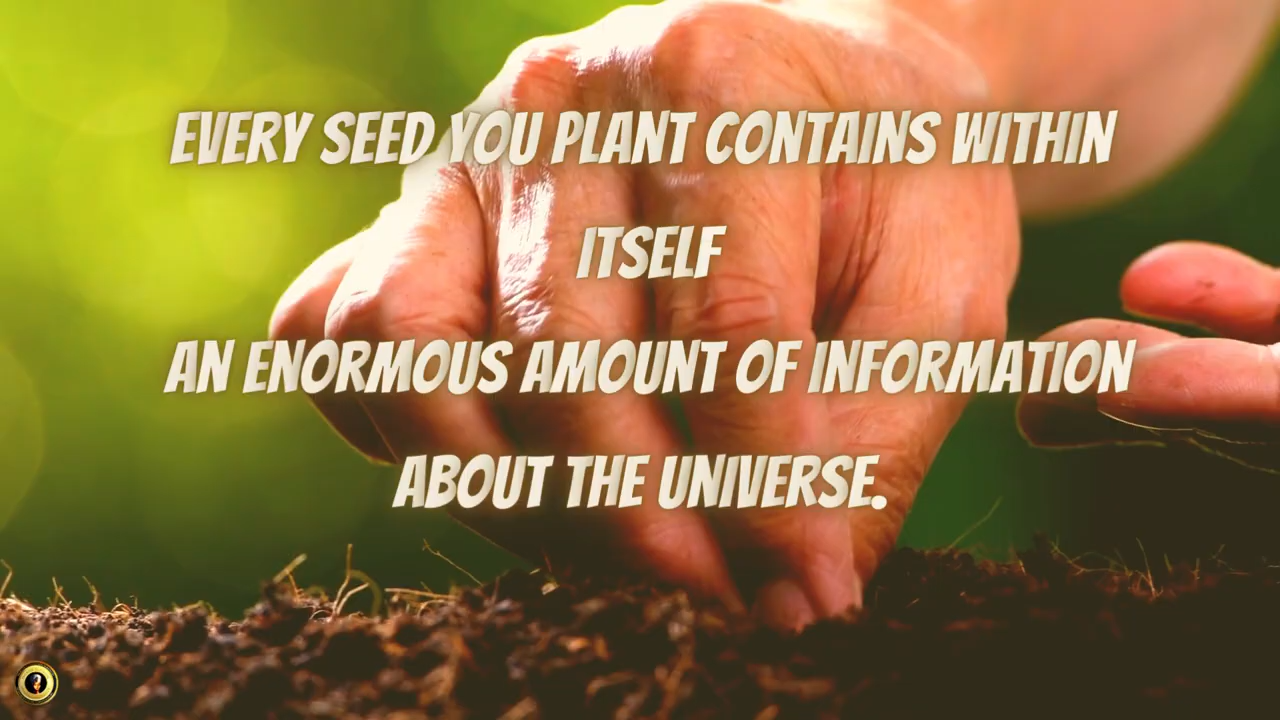 EVERY SEED YOU PLANT CONTAINS WITHIN
ITSELF
AN ENORMOUS AMOUNT OF INFORMATION
ABOUT THE UNIVERSE.